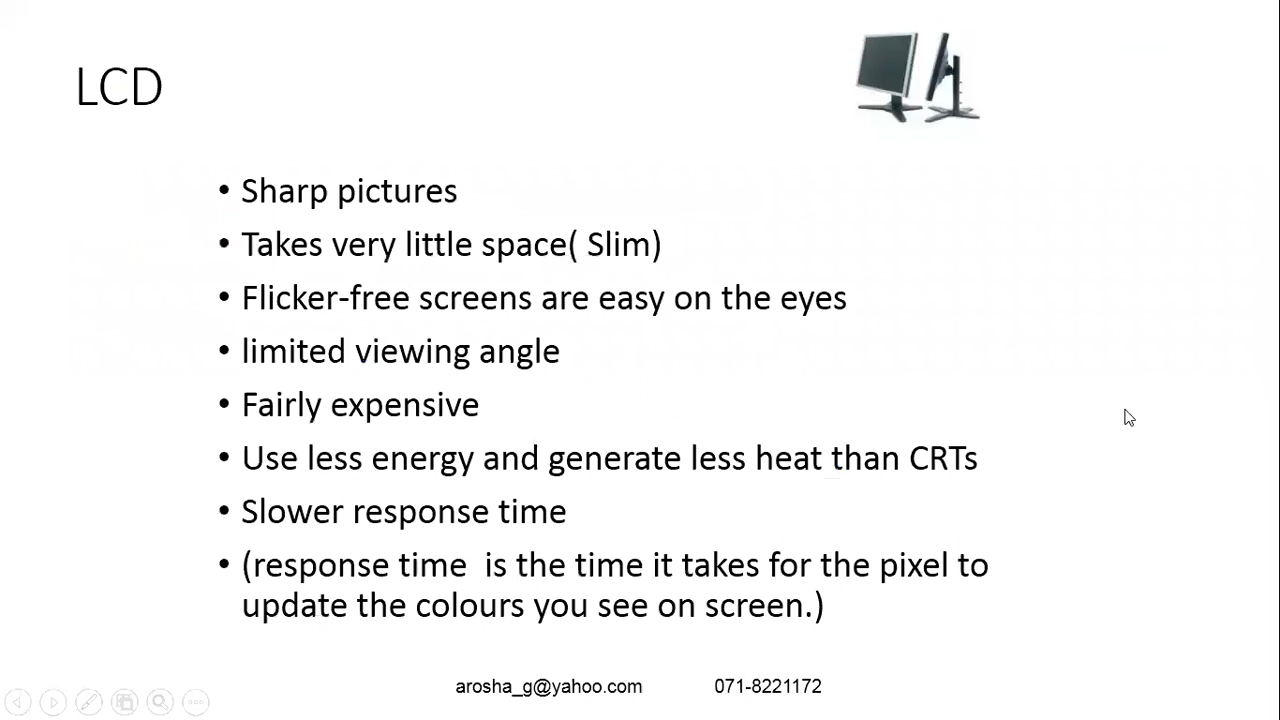 LCD
• Sharp pictures
• Takes very little space( Slim)
• Flicker-free screens are easy on the eyes
• limited viewing angle
• Fairly expensive
• Use less energy and generate less heat than CRTs
• Slower response time
• (response time  is the time it takes for the pixel to
update the colours you see on screen.)
arosha_g@yahoo.com 071-8221172